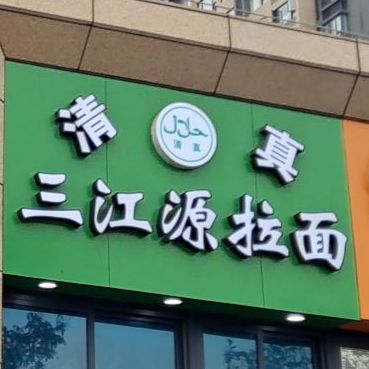 清 真
حلال
清真
三江源拉面